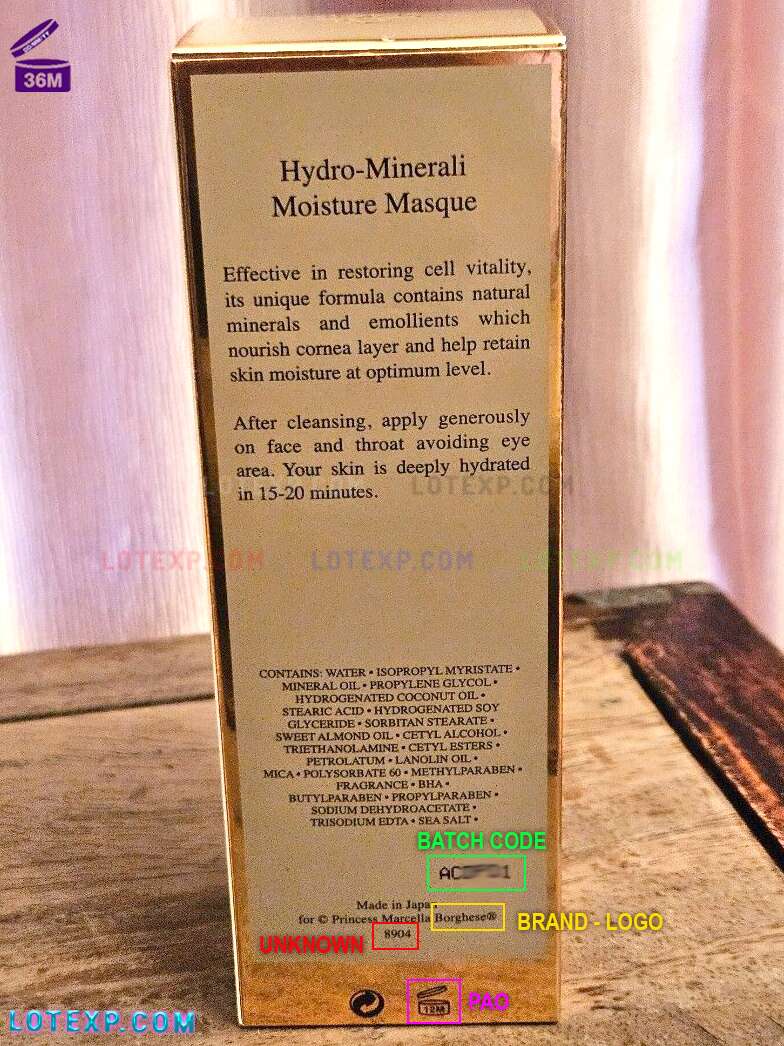 36M
Hydro-Minerali
Moisture Masque
Effective in restoring cell vitality,
its unique formula contains natural
minerals and emollients which
nourish cornea layer and help retain
skin moisture at optimum level.
After cleansing, apply generously
on face and throat avoiding eye
area. Your skin is deeply hydrated
in 15-20 minutes.
LOTEXP.COM
LOTEXP.COM LOTEXP.COM LOTEXP.COM
CONTAINS: WATER • ISOPROPYL MYRISTATE •
MINERAL OIL • PROPYLENE GLYCOL •
HYDROGENATED COCONUT OIL •
STEARIC ACID • HYDROGENATED SOY
GLYCERIDE • SORBITAN STEARATE •
SWEET ALMOND OIL • CETYL ALCOHOL •
TRIETHANOLAMINE • CETYL ESTERS •
PETROLATUM • LANOLIN OIL •
MICA • POLYSORBATE 60 • METHYLPARABEN •
FRAGRANCE • BHA •
BUTYLPARABEN • PROPYLPARABEN •
SODIUM DEHYDROACETATE •
TRISODIUM EDTA • SEA SALT •
BATCH CODE
Made in Japan
for © Princess Marcella Borghese®
BRAND - LOGO
8904
UNKNOWN
12M
PAO
LOTEXP.COM